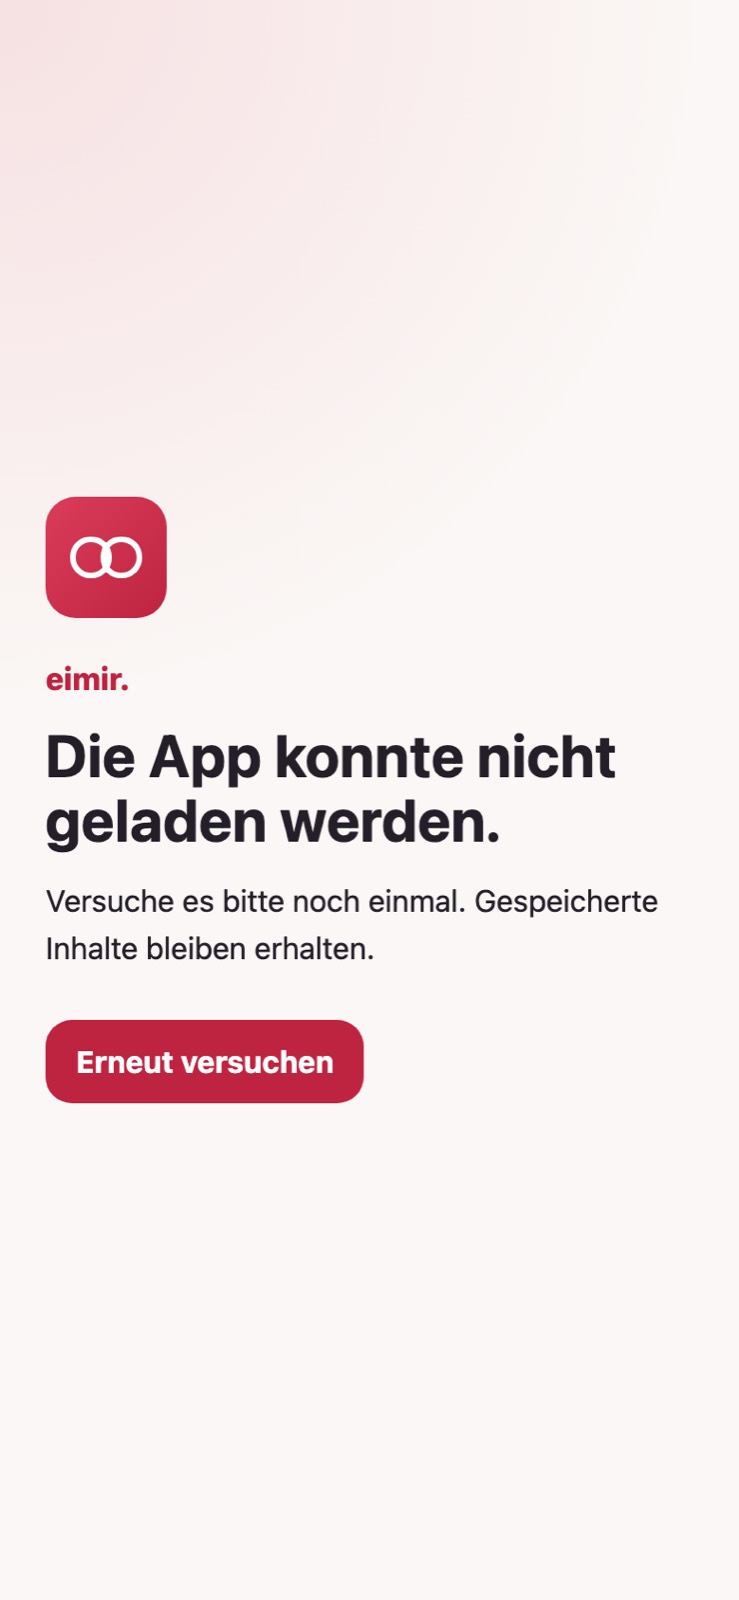 eimir.
Die App konnte nicht
geladen werden.
Versuche es bitte noch einmal. Gespeicherte
Inhalte bleiben erhalten.
Erneut versuchen